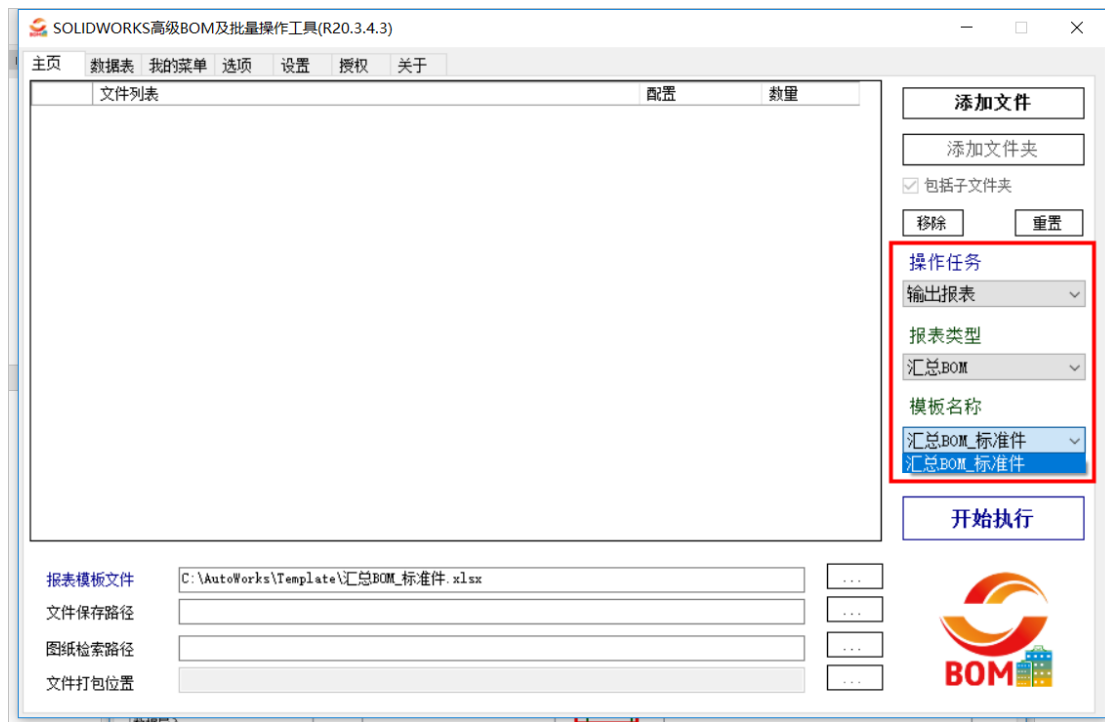 SOLIDWORKS高级BOM及批量操作工具(R20.3.4.3)
主页 数据表 我的菜单 选项 设置 授权 关于
文件列表 配置 数量
添加文件
添加文件夹
包括子文件夹
移除 重置
操作任务
输出报表
报表类型
汇总BOM
模板名称
汇总BOM_标准件
汇总BOM_标准件
开始执行
报表模板文件 C:\AutoWorks\Template\汇总BOM_标准件.xlsx ...
文件保存路径 ...
图纸检索路径 ...
文件打包位置 ...
BOM